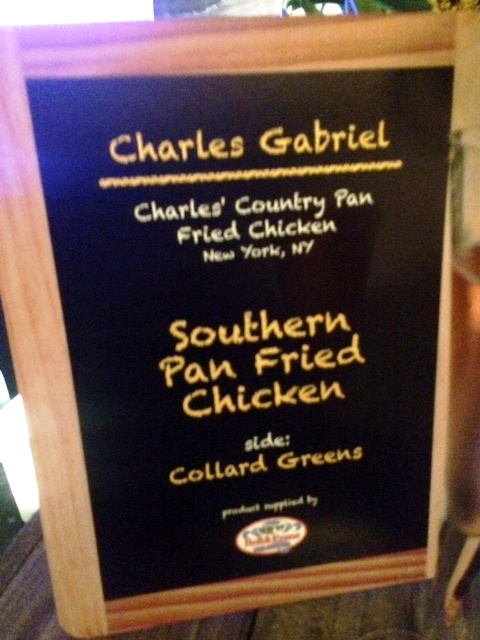 Charles Gabriel
Charles' Country Pan
Fried Chicken
New York, NY
Southern
Pan Fried
Chicken
side:
Collard Greens
product supplied by